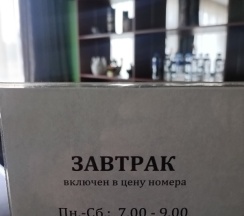 ЗАВТРАК
включен в цену номера
Пн.-Сб.: 7.00 - 9.00